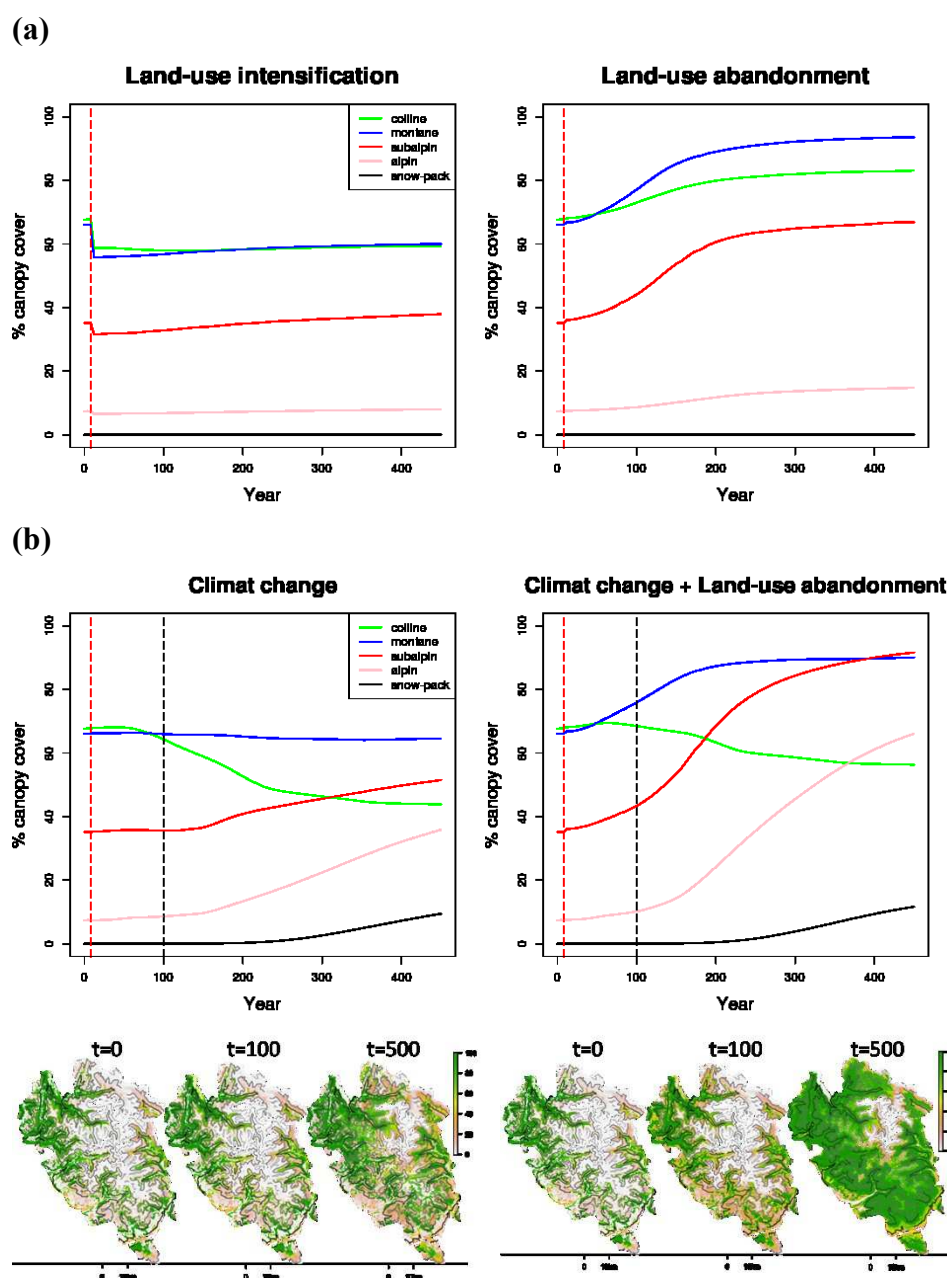 (a)
Land-use intensification
Land-use abandonment
% canopy cover
0 20 40 60 80 100
colline
montane
subalpin
alpin
snow-pack
0 100 200 300 400
Year
% canopy cover
0 20 40 60 80 100
0 100 200 300 400
Year
(b)
Climat change
Climat change + Land-use abandonment
% canopy cover
0 20 40 60 80 100
colline
montane
subalpin
alpin
snow-pack
0 100 200 300 400
Year
% canopy cover
0 20 40 60 80 100
0 100 200 300 400
Year
t=0 t=100 t=500
t=0 t=100 t=500